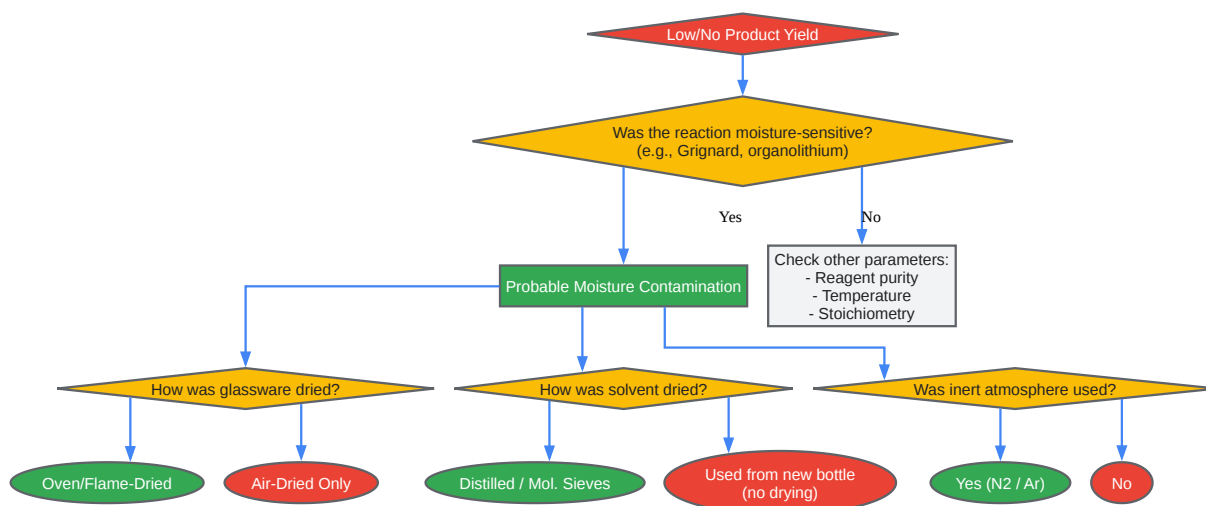 Low/No Product Yield
Was the reaction moisture-sensitive?
(e.g., Grignard, organolithium)
Yes
No
Check other parameters:
- Reagent purity
- Temperature
- Stoichiometry
Probable Moisture Contamination
How was glassware dried?
How was solvent dried?
Was inert atmosphere used?
Oven/Flame-Dried
Air-Dried Only
Distilled / Mol. Sieves
Used from new bottle
(no drying)
Yes (N2 / Ar)
No